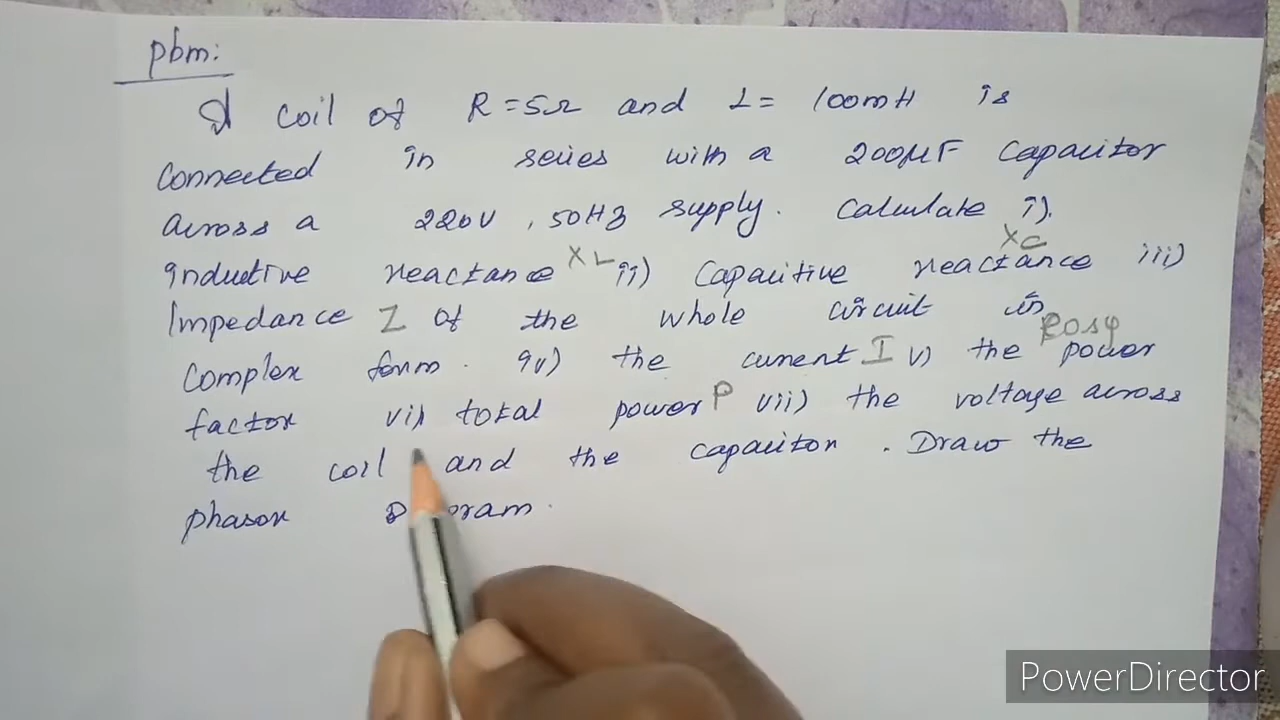 Pbm:
A coil of R=5Ω and L= 100mH is
connected in series with a 200μF capacitor
across a 220V, 50Hz supply. Calculate i).
inductive reactance XL ii) Capacitive reactance XC iii)
Impedance Z of the whole circuit in
complex form. iv) the current I v) the power cosφ
factor vi) total power P vii) the voltage across
the coil and the capacitor. Draw the
phasor
PowerDirector